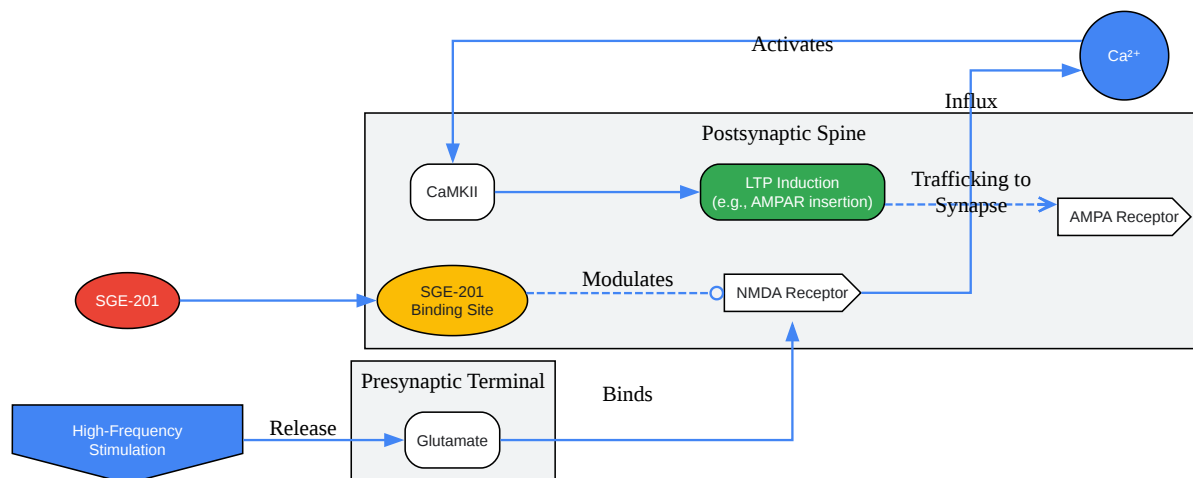 Activates
Ca²⁺
Influx
Postsynaptic Spine
CaMKII
LTP Induction
(e.g., AMPAR insertion)
Trafficking to
Synapse
AMPA Receptor
SGE-201
SGE-201
Binding Site
Modulates
NMDA Receptor
Presynaptic Terminal
Binds
High-Frequency
Stimulation
Release
Glutamate